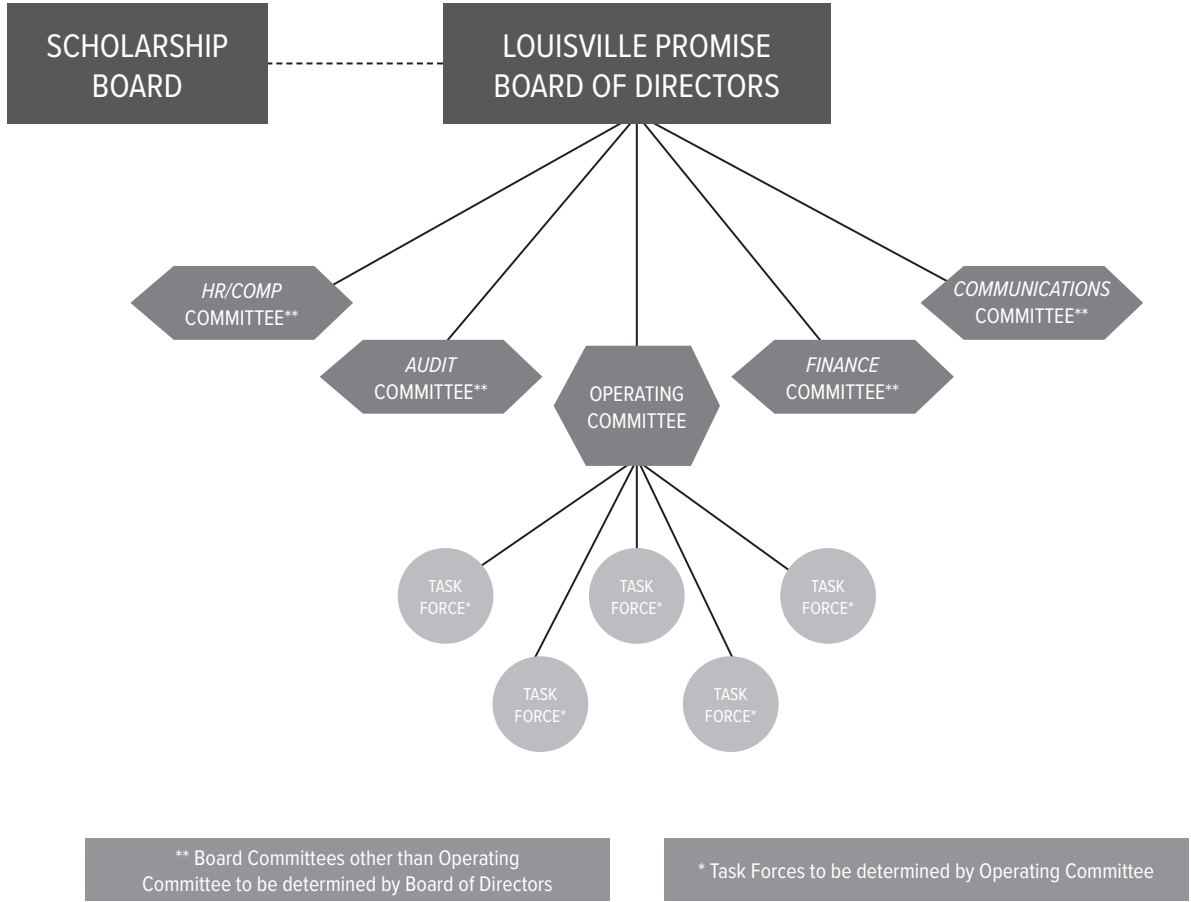 SCHOLARSHIP
BOARD
LOUISVILLE PROMISE
BOARD OF DIRECTORS
HR/COMP
COMMITTEE**
COMMUNICATIONS
COMMITTEE**
AUDIT
COMMITTEE**
OPERATING
COMMITTEE
FINANCE
COMMITTEE**
TASK
FORCE*
TASK
FORCE*
TASK
FORCE*
TASK
FORCE*
TASK
FORCE*
** Board Committees other than Operating
Committee to be determined by Board of Directors
* Task Forces to be determined by Operating Committee